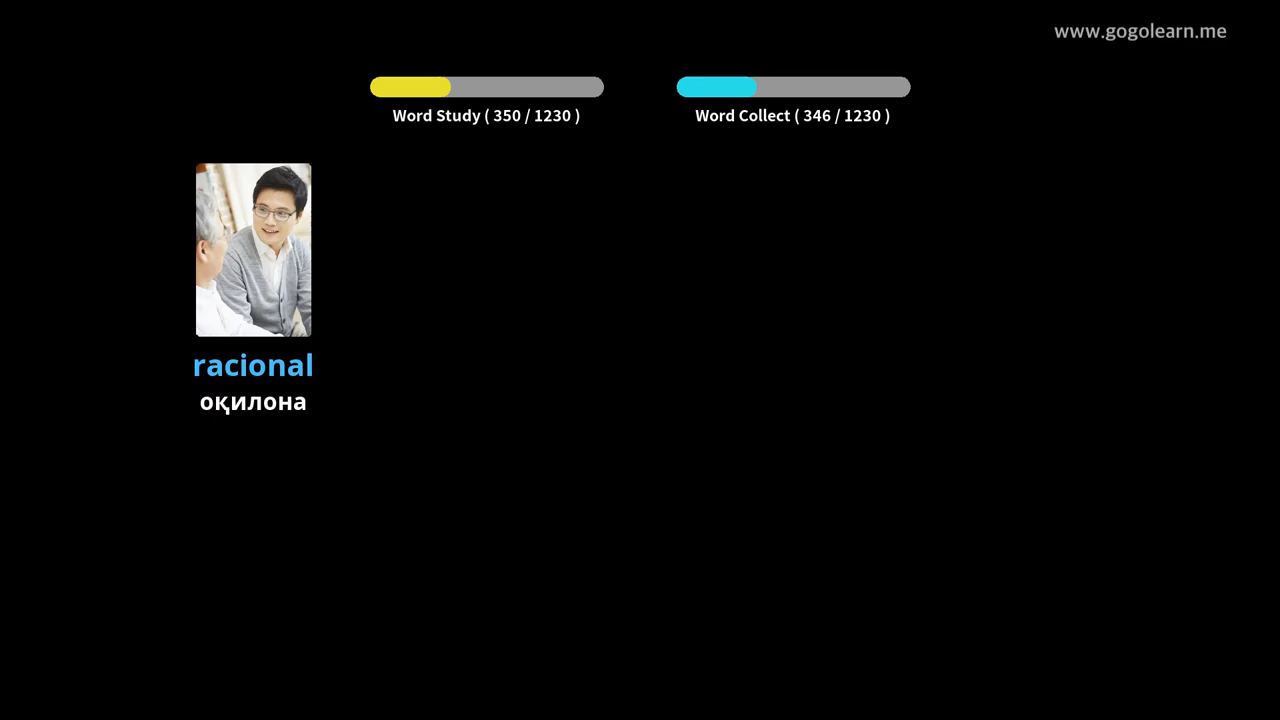 www.gogolearn.me
Word Study ( 350 / 1230 )
Word Collect ( 346 / 1230 )
racional
оқилона